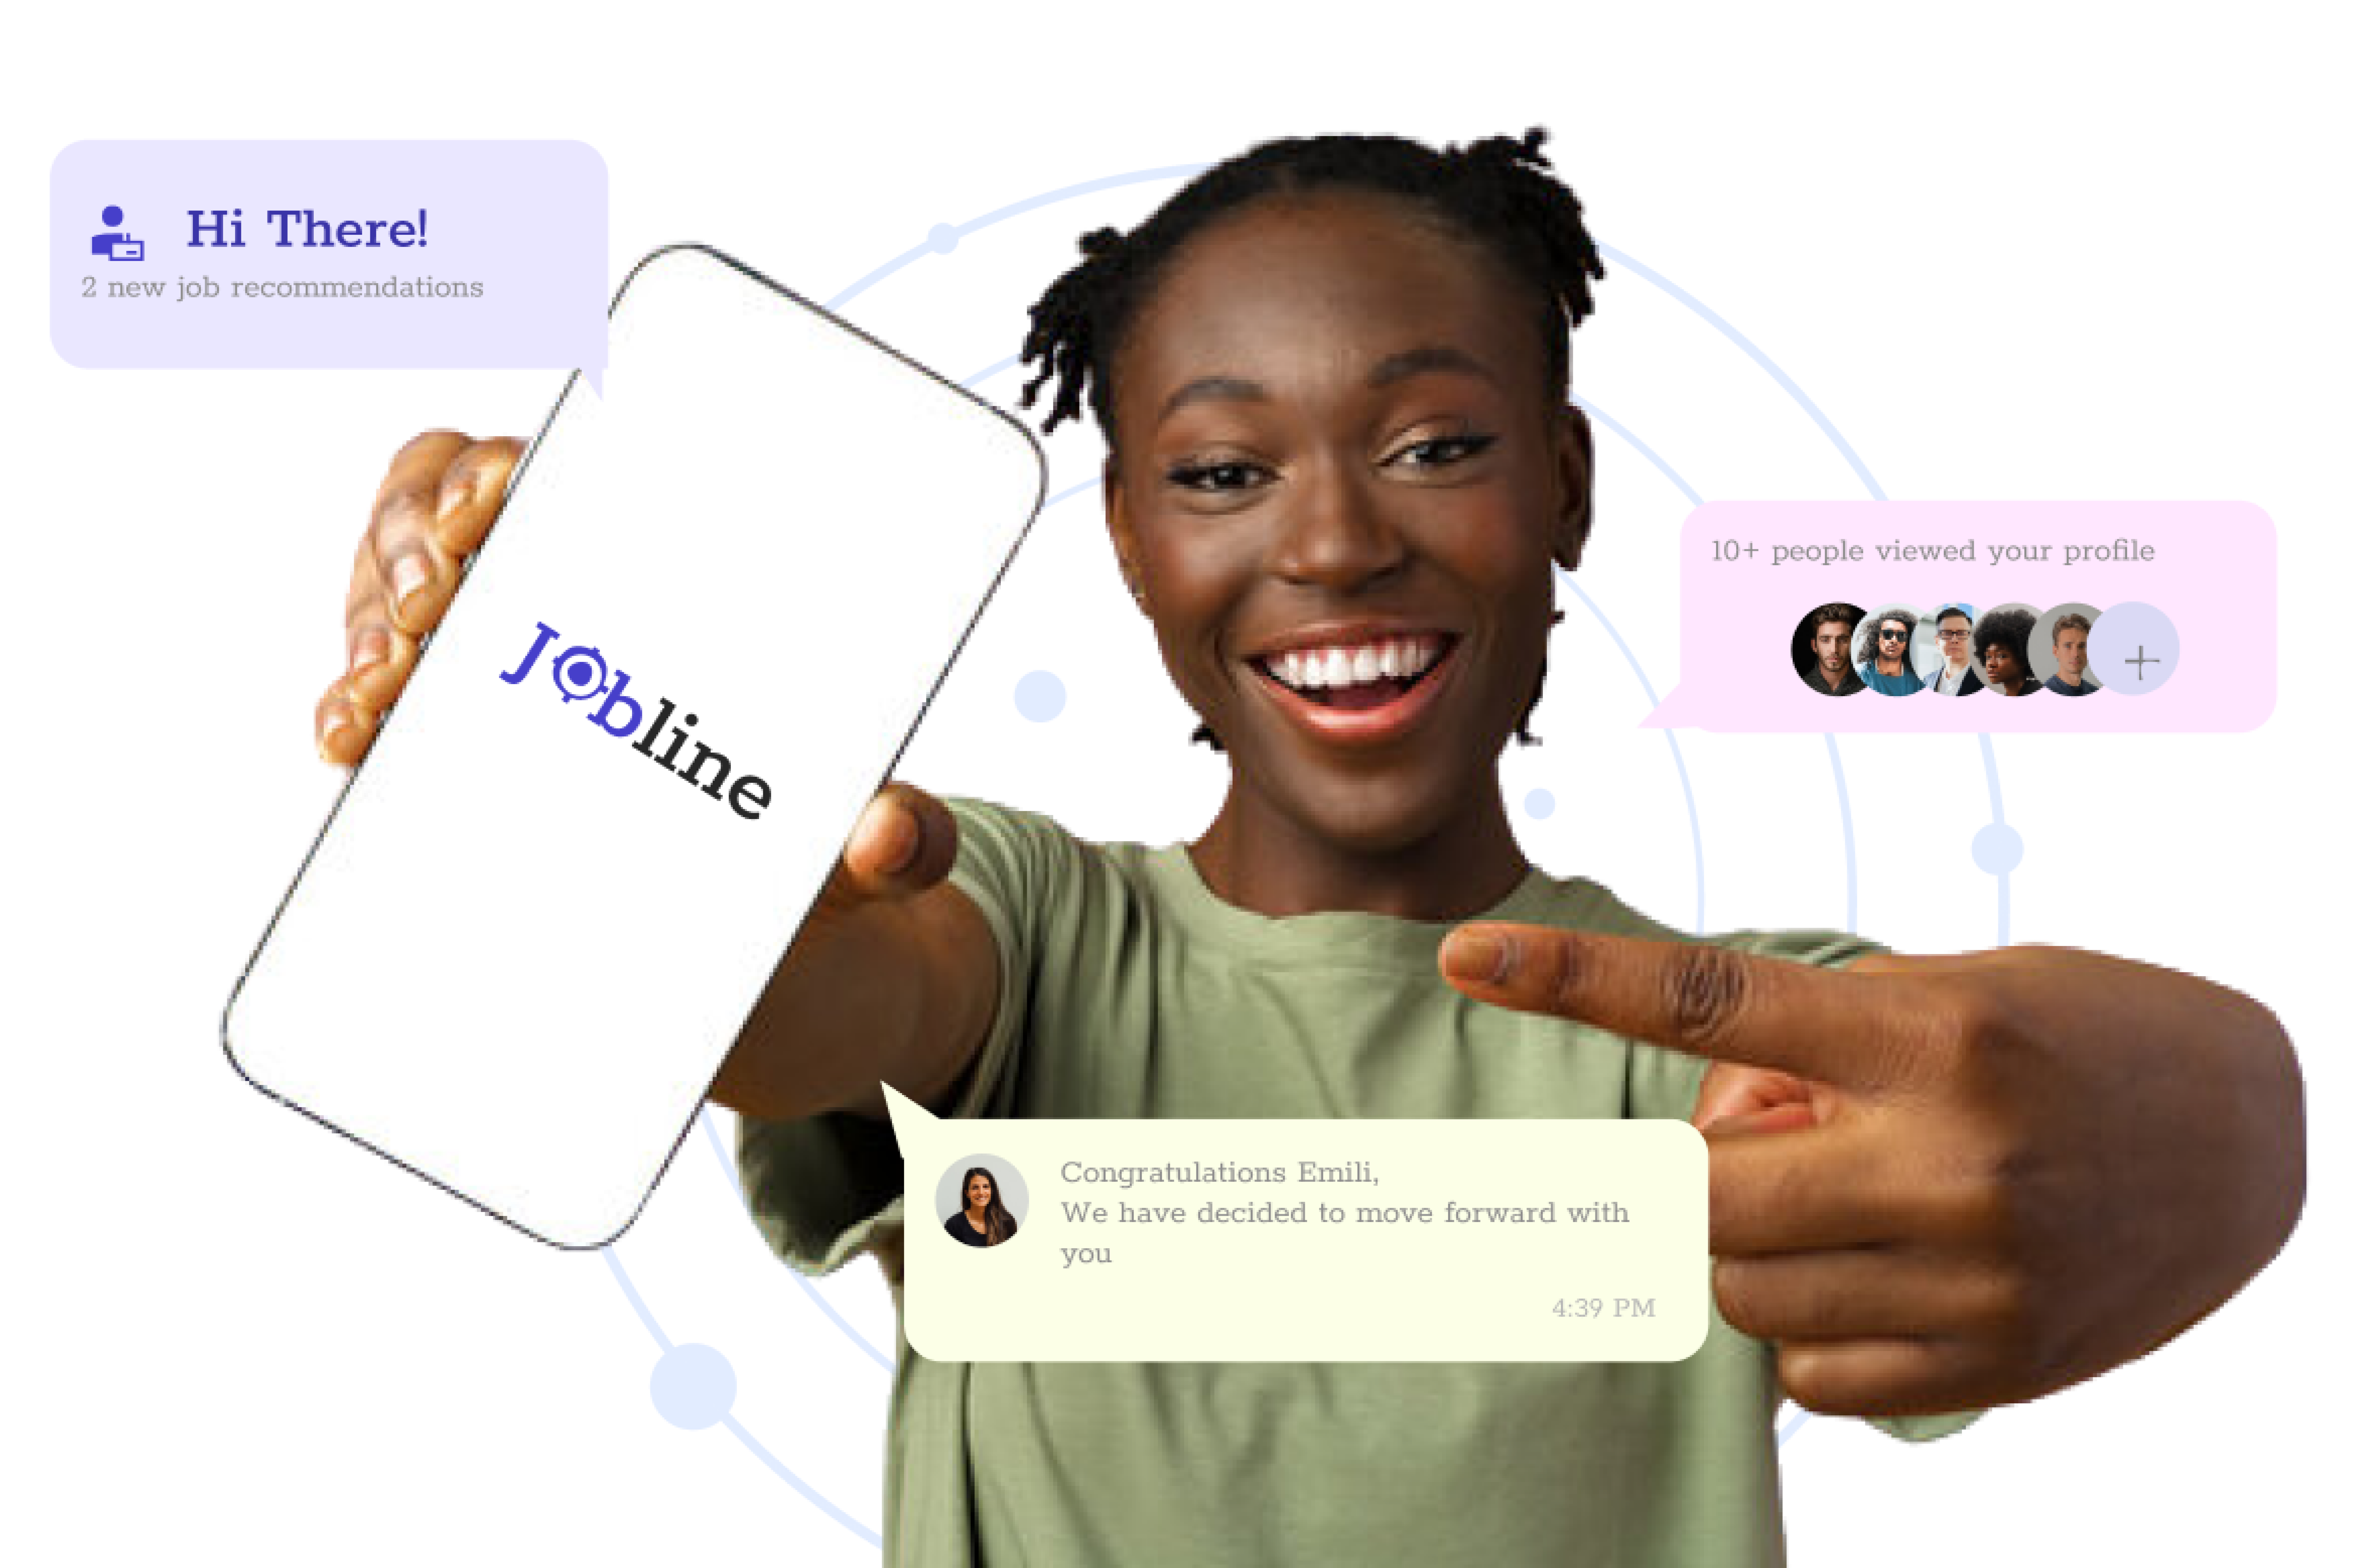 Hi There!
2 new job recommendations
Jobline
10+ people viewed your profile
Congratulations Emili,
We have decided to move forward with
you
4:39 PM